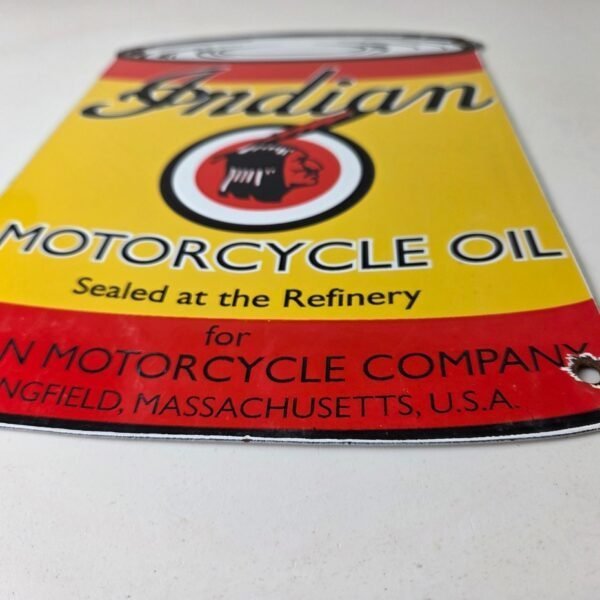 Indian
MOTORCYCLE OIL
Sealed at the Refinery
for
N MOTORCYCLE COMPANY
NGFIELD, MASSACHUSETTS, U.S.A.